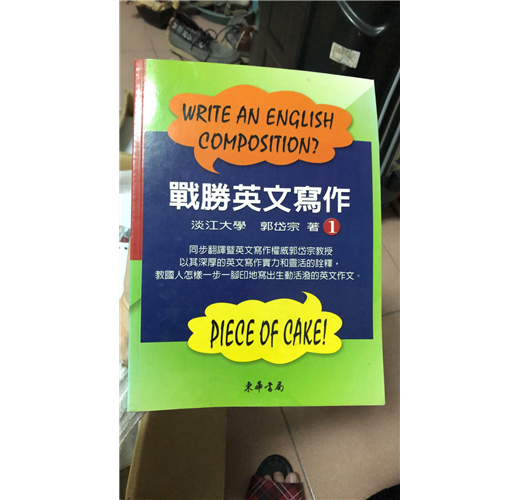 WRITE AN ENGLISH
COMPOSITION?
戰勝英文寫作
淡江大學 郭岱宗 著 1
同步翻譯暨英文寫作權威郭岱宗教授
以其深厚的英文寫作實力和靈活的詮釋，
教國人怎樣一步一腳印地寫出生動活潑的英文作文。
PIECE OF CAKE!
東華書局